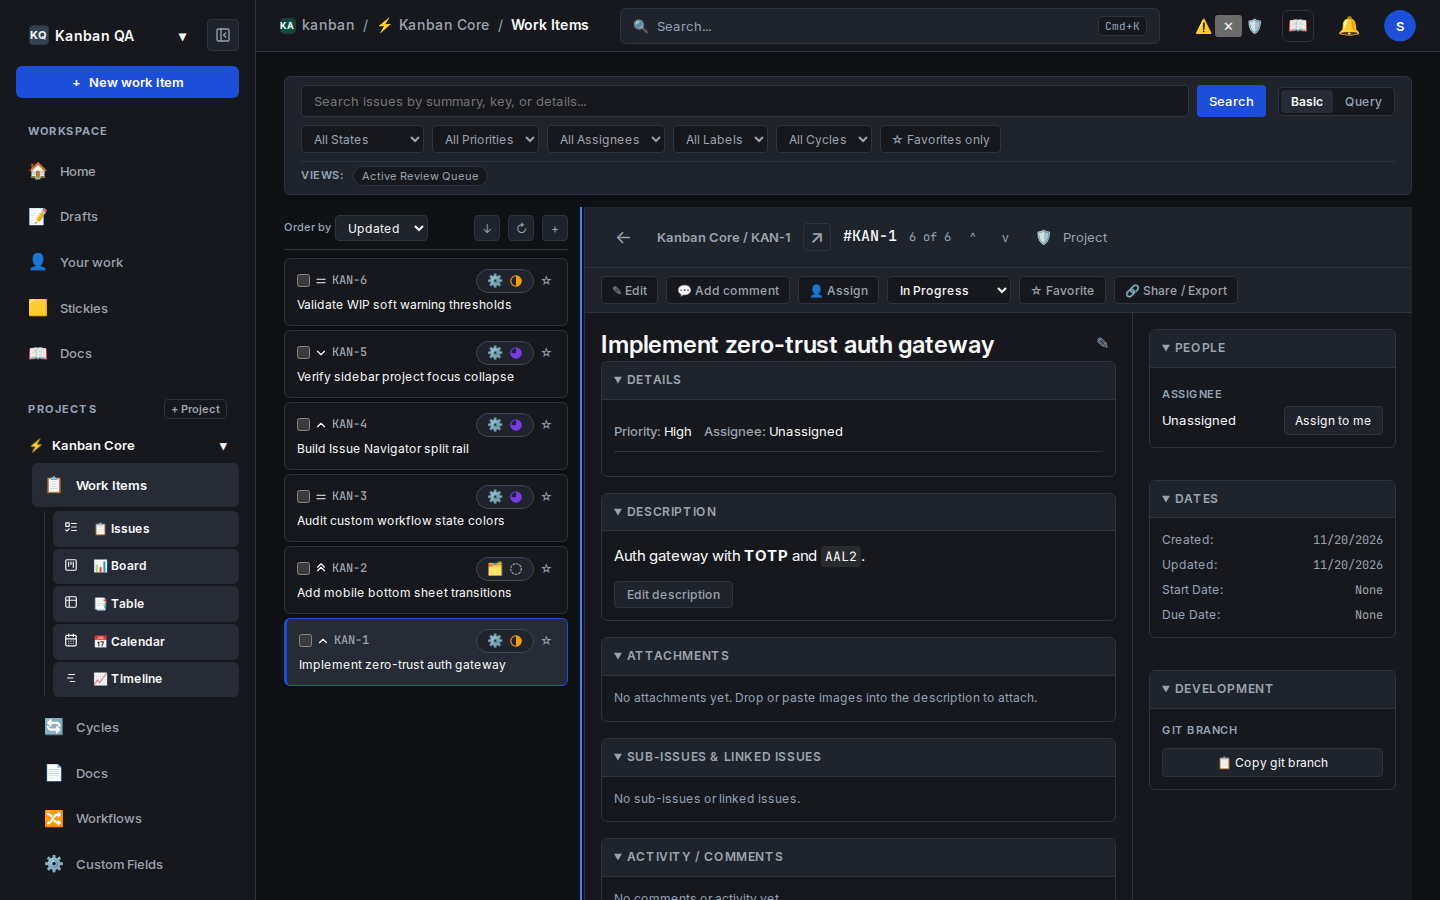 KQ Kanban QA ▼
+ New work item
WORKSPACE
Home
Drafts
Your work
Stickies
Docs
PROJECTS
+ Project
⚡ Kanban Core ▼
📋 Work Items
📋 Issues
📊 Board
📑 Table
📅 Calendar
📈 Timeline
Cycles
Docs
Workflows
Custom Fields
KA kanban / ⚡ Kanban Core / Work Items
🔍 Search... Cmd+K
⚠️ ✕ 🛡️ 📖 🔔 S
Search issues by summary, key, or details...
Search
Basic Query
All States All Priorities All Assignees All Labels All Cycles ☆ Favorites only
VIEWS: Active Review Queue
Order by Updated ↓ ↻ +
KAN-6 ☆
Validate WIP soft warning thresholds
KAN-5 ☆
Verify sidebar project focus collapse
KAN-4 ☆
Build Issue Navigator split rail
KAN-3 ☆
Audit custom workflow state colors
KAN-2 ☆
Add mobile bottom sheet transitions
KAN-1 ☆
Implement zero-trust auth gateway
← Kanban Core / KAN-1 #KAN-1 6 of 6 ^ v 🛡️ Project
✎ Edit 💬 Add comment 👤 Assign In Progress ☆ Favorite 🔗 Share / Export
Implement zero-trust auth gateway ✎
▼ DETAILS
Priority: High Assignee: Unassigned
▼ DESCRIPTION
Auth gateway with TOTP and AAL2.
Edit description
▼ ATTACHMENTS
No attachments yet. Drop or paste images into the description to attach.
▼ SUB-ISSUES & LINKED ISSUES
No sub-issues or linked issues.
▼ ACTIVITY / COMMENTS
No comments or activity yet
▼ PEOPLE
ASSIGNEE
Unassigned Assign to me
▼ DATES
Created: 11/20/2026
Updated: 11/20/2026
Start Date: None
Due Date: None
▼ DEVELOPMENT
GIT BRANCH
📋 Copy git branch